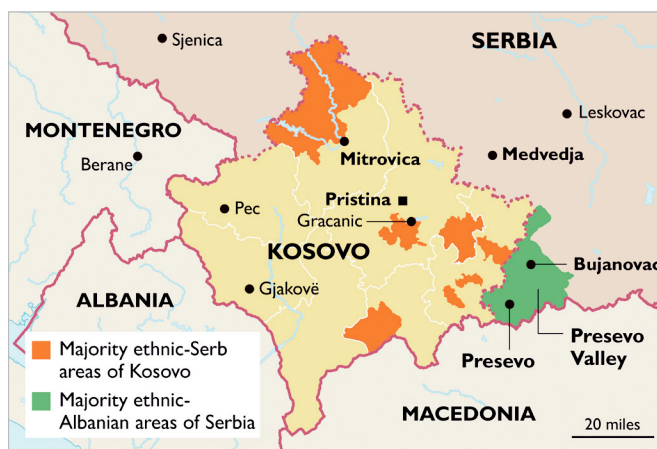 Sjenica
SERBIA
Leskovac
MONTENEGRO
Berane
Mitrovica
Medvedja
Pec
Pristina
Gracanic
KOSOVO
Bujanovac
ALBANIA
Gjakovë
Presevo
Presevo
Valley
Majority ethnic-Serb
areas of Kosovo
Majority ethnic-
Albanian areas of Serbia
MACEDONIA
20 miles